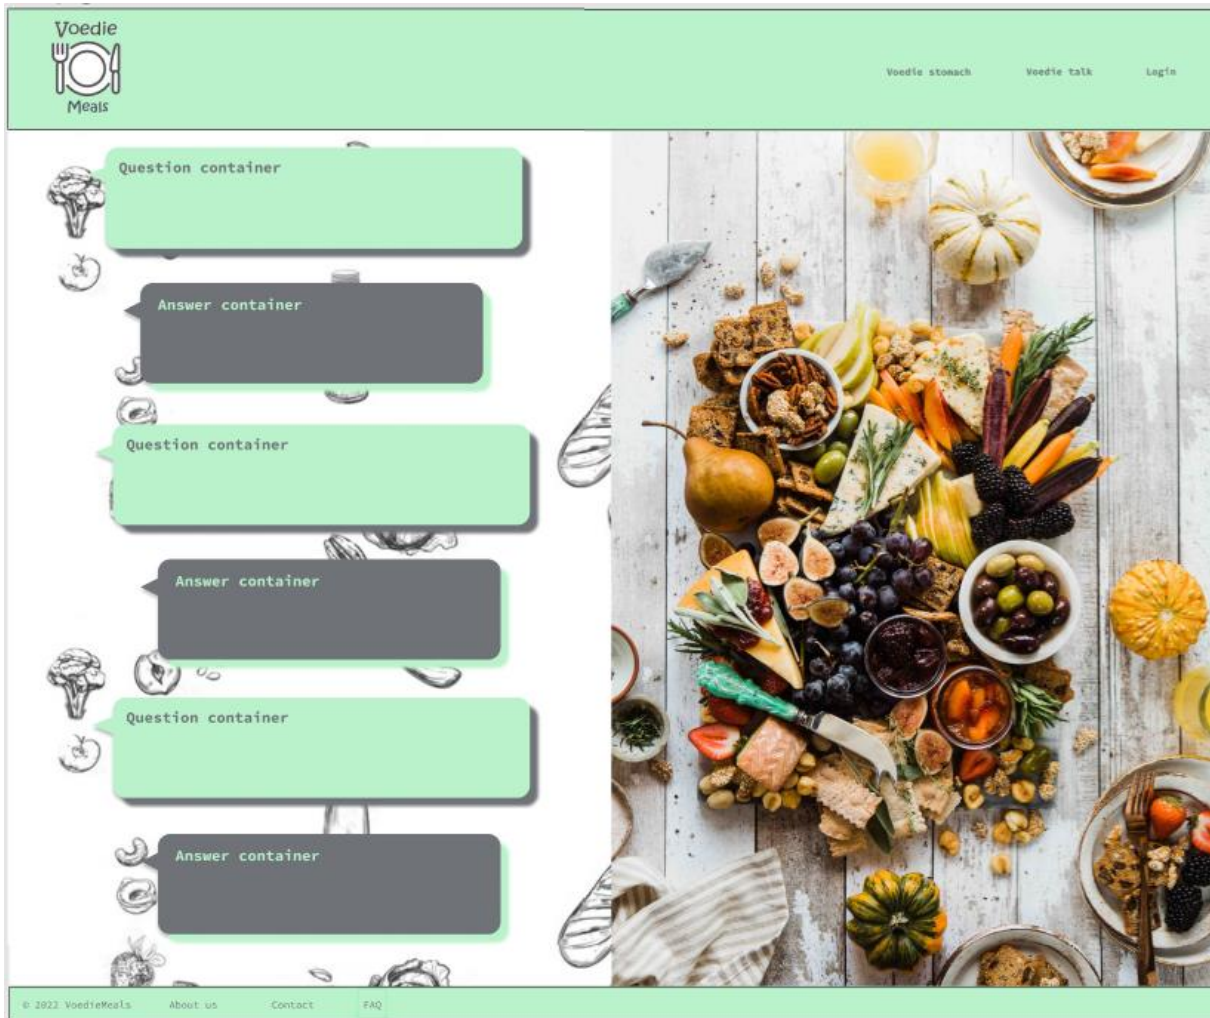 Voedie
Meals
Voedie stomach
Voedie talk
Login
Question container
Answer container
Question container
Answer container
Question container
Answer container
© 2022 VoedieMeals
About us
Contact
FAQ